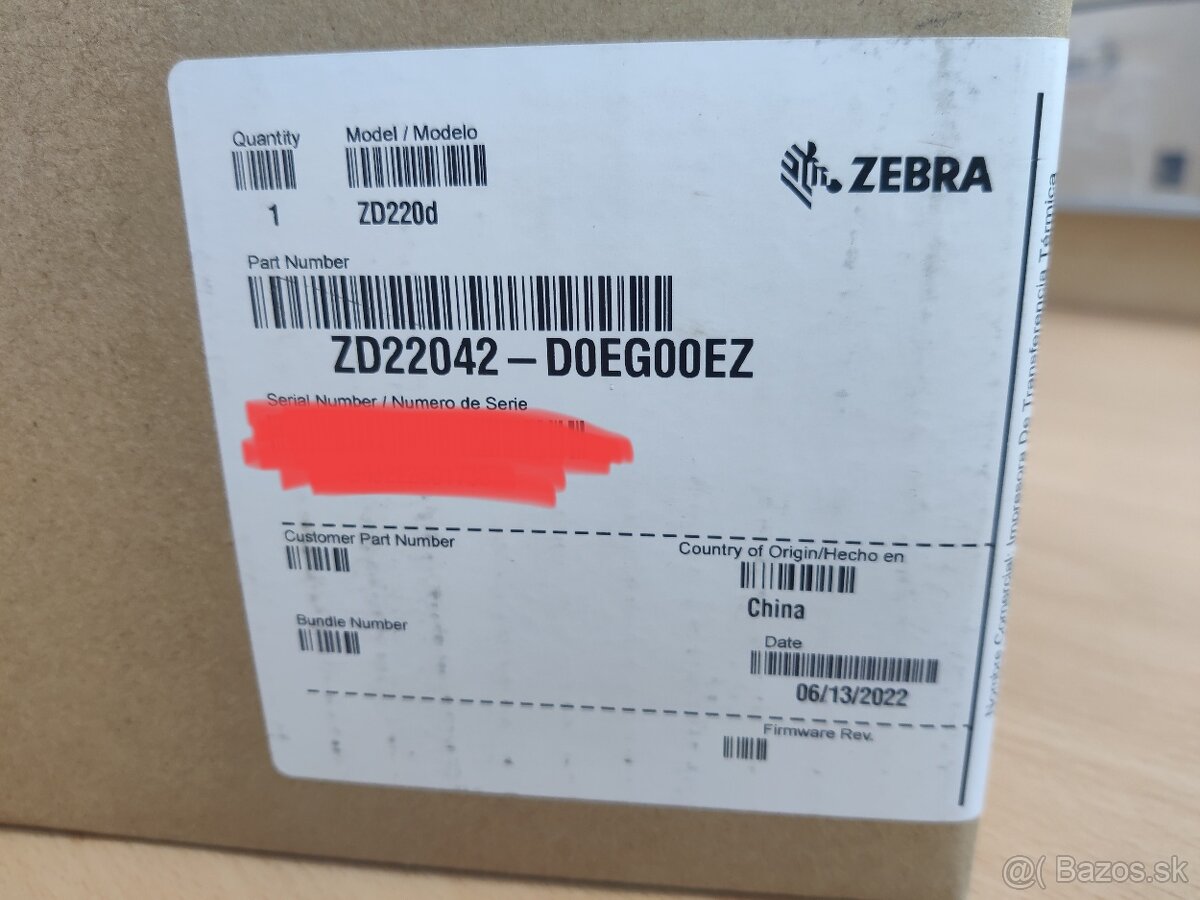 Quantity
1
Model / Modelo
ZD220d
ZEBRA
Part Number
ZD22042 – D0EG00EZ
Serial Number / Numero de Serie
Customer Part Number
Bundle Number
Country of Origin/Hecho en
China
Date
06/13/2022
Firmware Rev.
Nombre Comercial: Impresora De Transferencia Térmica
@( Bazos.sk